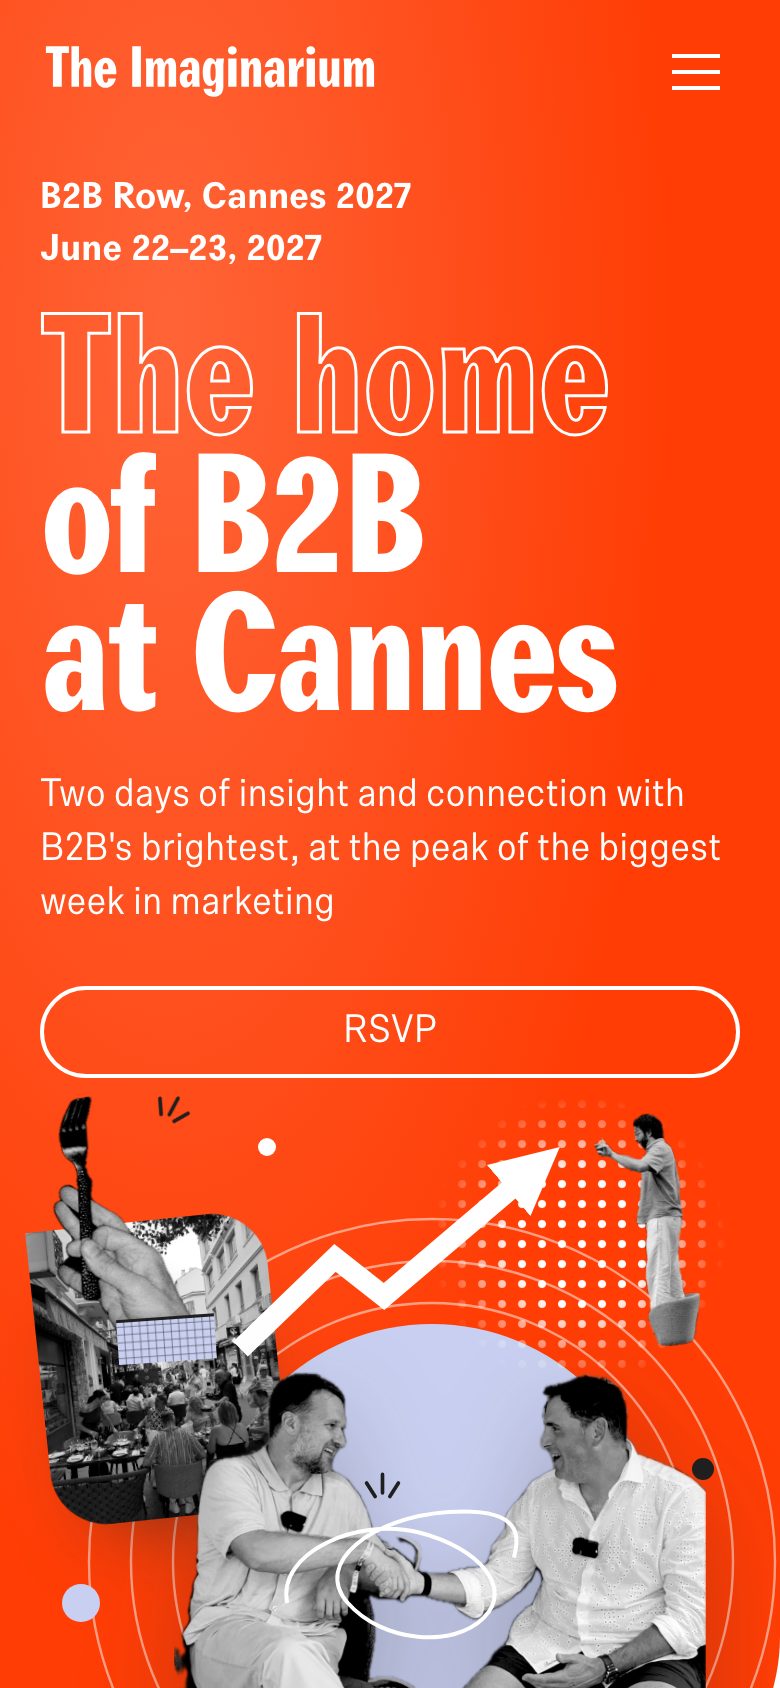 The Imaginarium
B2B Row, Cannes 2027
June 22–23, 2027
The home
of B2B
at Cannes
Two days of insight and connection with
B2B's brightest, at the peak of the biggest
week in marketing
RSVP